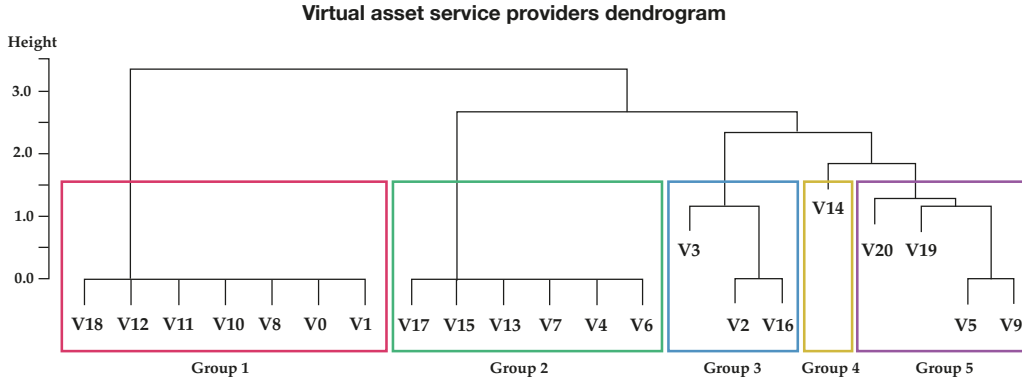 Virtual asset service providers dendrogram
Height
3.0
2.0
1.0
0.0
V14
V3
V20 V19
V18 V12 V11 V10 V8 V0 V1 V17 V15 V13 V7 V4 V6 V2 V16 V5 V9
Group 1 Group 2 Group 3 Group 4 Group 5